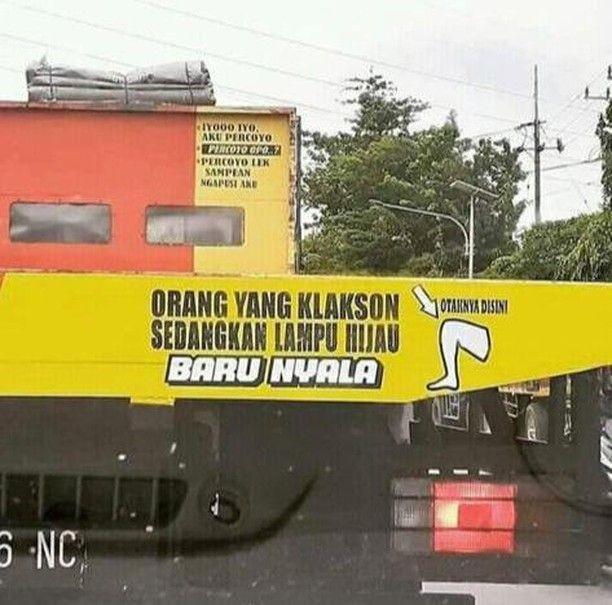 IYOOO IYO,
AKU PERCOYO
PERCOYO OPO..?
PERCOYO LEK
SAMPEAN
NGAPUSI AKU
ORANG YANG KLAKSON
SEDANGKAN LAMPU HIJAU
BARU NYALA
OTAKNYA DISINI
6 NC